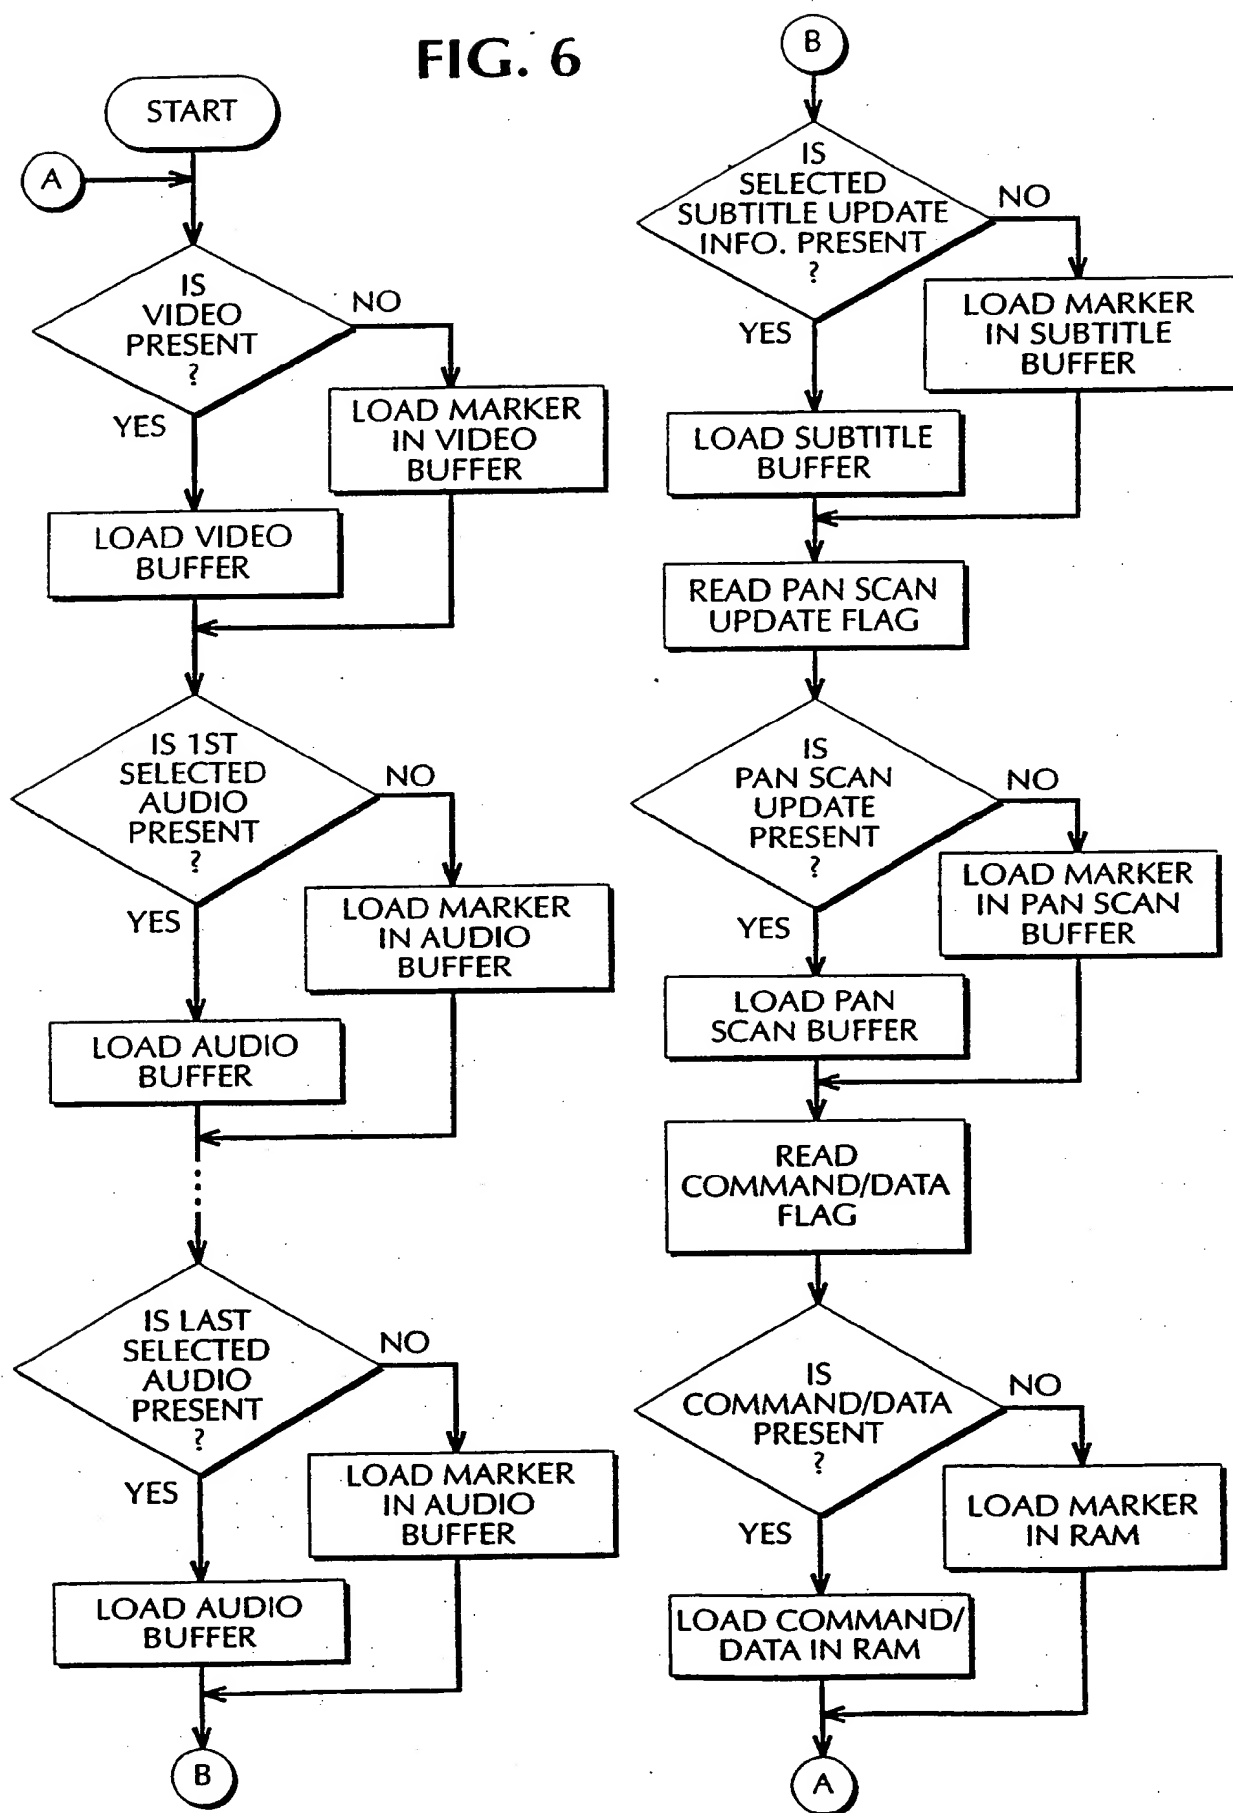 FIG. 6
START
A
IS
VIDEO
PRESENT
?
NO
YES
LOAD MARKER
IN VIDEO
BUFFER
LOAD VIDEO
BUFFER
IS 1ST
SELECTED
AUDIO
PRESENT
?
NO
YES
LOAD MARKER
IN AUDIO
BUFFER
LOAD AUDIO
BUFFER
IS LAST
SELECTED
AUDIO
PRESENT
?
NO
YES
LOAD MARKER
IN AUDIO
BUFFER
LOAD AUDIO
BUFFER
B
B
IS
SELECTED
SUBTITLE UPDATE
INFO. PRESENT
?
NO
YES
LOAD MARKER
IN SUBTITLE
BUFFER
LOAD SUBTITLE
BUFFER
READ PAN SCAN
UPDATE FLAG
IS
PAN SCAN
UPDATE
PRESENT
?
NO
YES
LOAD MARKER
IN PAN SCAN
BUFFER
LOAD PAN
SCAN BUFFER
READ
COMMAND/DATA
FLAG
IS
COMMAND/DATA
PRESENT
?
NO
YES
LOAD MARKER
IN RAM
LOAD COMMAND/
DATA IN RAM
A